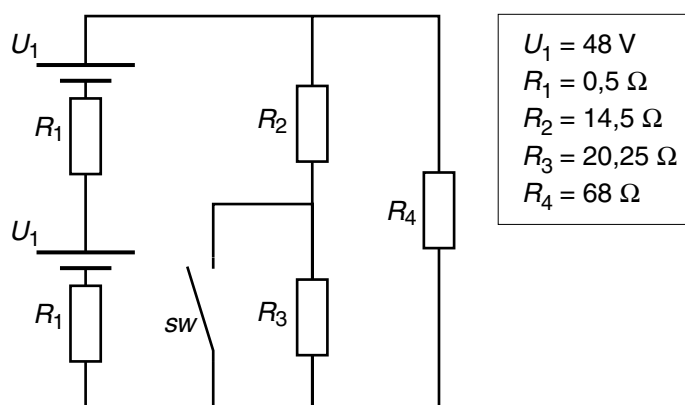 U1
R1
R2
R4
U1
R1
sw
R3
U1 = 48 V
R1 = 0,5 Ω
R2 = 14,5 Ω
R3 = 20,25 Ω
R4 = 68 Ω